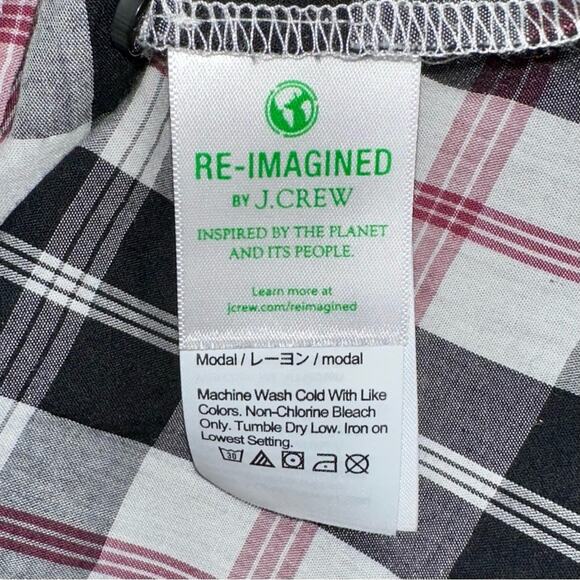 RE-IMAGINED
BY J.CREW
INSPIRED BY THE PLANET
AND ITS PEOPLE.
Learn more at
jcrew.com/reimagined
Modal / レーヨン / modal
Machine Wash Cold With Like
Colors. Non-Chlorine Bleach
Only. Tumble Dry Low. Iron on
Lowest Setting.
30